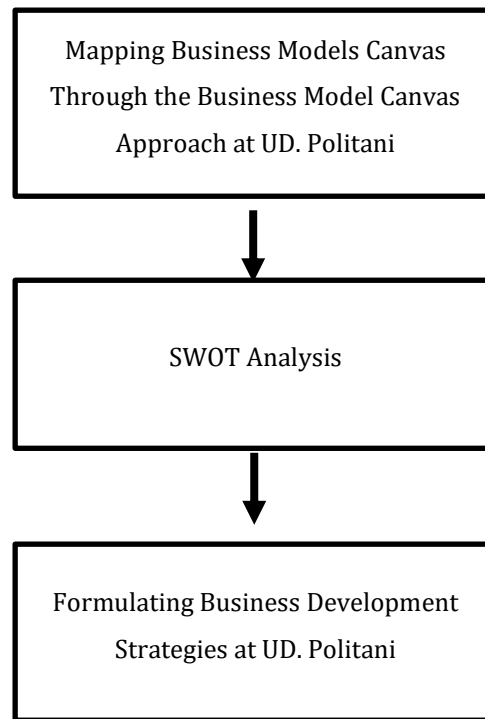 Mapping Business Models Canvas
Through the Business Model Canvas
Approach at UD. Politani
SWOT Analysis
Formulating Business Development
Strategies at UD. Politani